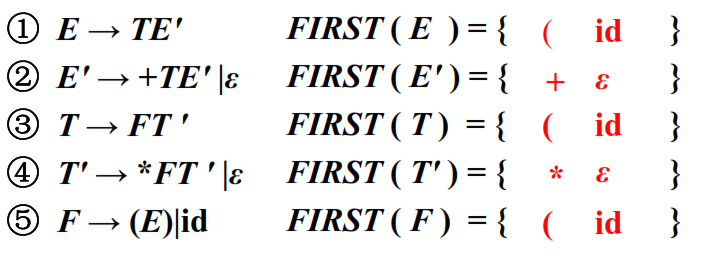 ① E → TE' FIRST ( E ) = { ( id }
② E' → +TE' |ε FIRST ( E' ) = { + ε }
③ T → FT ' FIRST ( T ) = { ( id }
④ T' → *FT ' |ε FIRST ( T' ) = { * ε }
⑤ F → (E)|id FIRST ( F ) = { ( id }